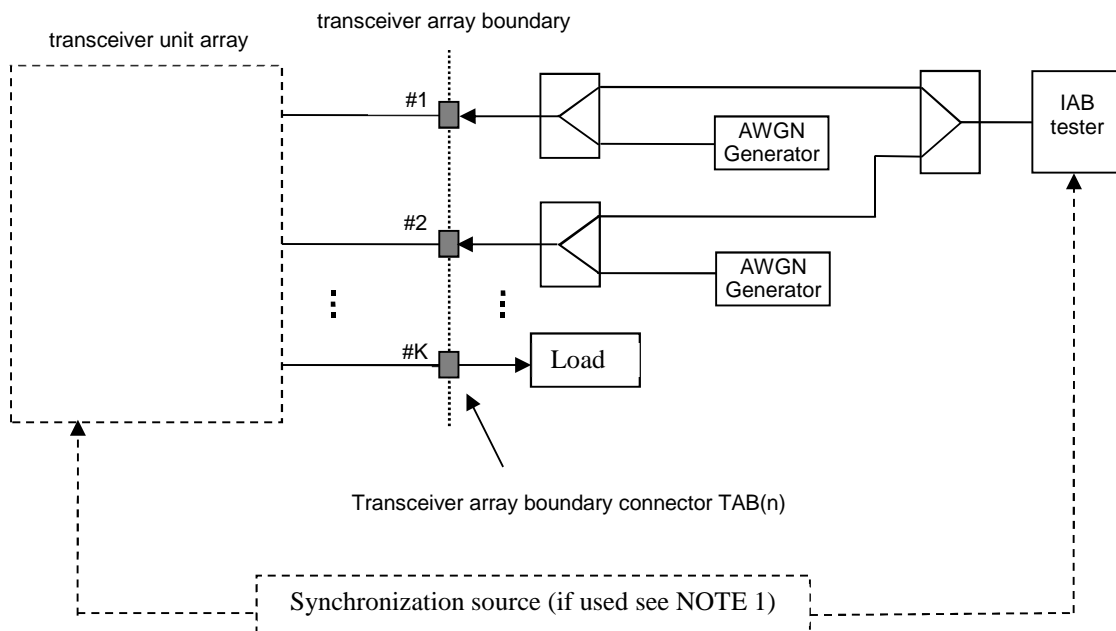 transceiver array boundary
transceiver unit array
#1
AWGN
Generator
IAB
tester
#2
AWGN
Generator
#K
Load
Transceiver array boundary connector TAB(n)
Synchronization source (if used see NOTE 1)